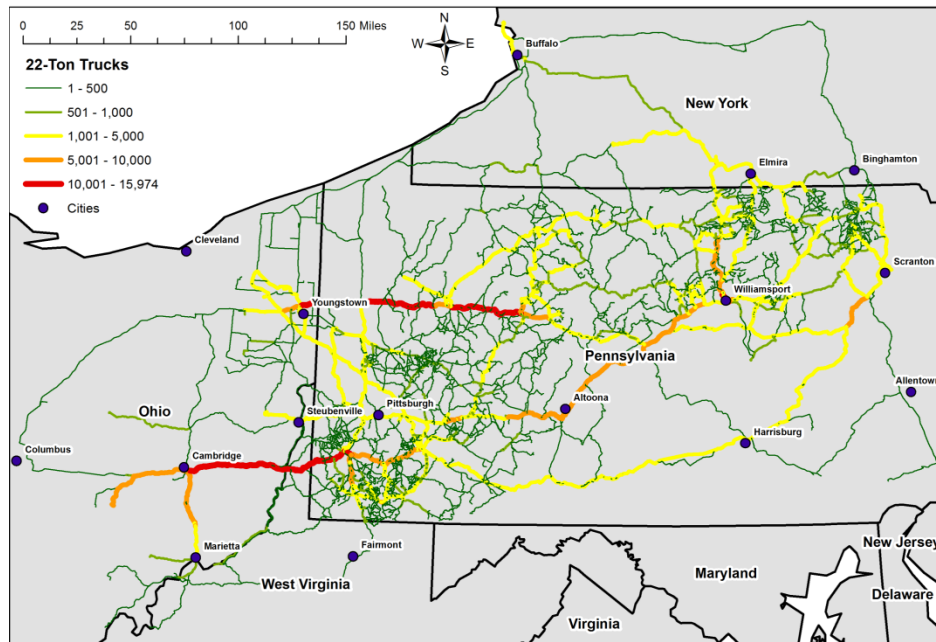 0 25 50 75 100 150 Miles
22-Ton Trucks
1 - 500
501 - 1,000
1,001 - 5,000
5,001 - 10,000
10,001 - 15,974
Cities
N
W E
S
Buffalo
New York
Elmira
Binghamton
Cleveland
Scranton
Youngstown
Williamsport
Pennsylvania
Allentown
Ohio
Steubenville
Pittsburgh
Altoona
Harrisburg
Columbus
Cambridge
Marietta
Fairmont
West Virginia
Maryland
New Jersey
Delaware
Virginia